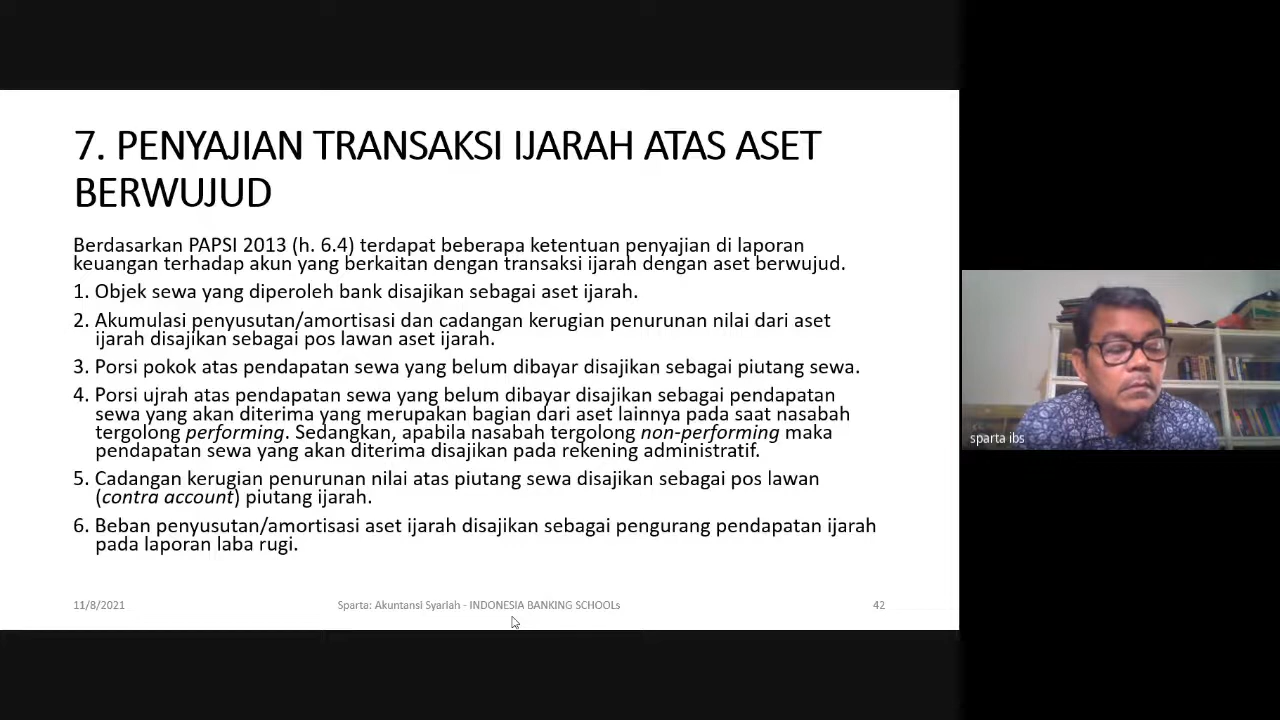 7. PENYAJIAN TRANSAKSI IJARAH ATAS ASET
BERWUJUD
Berdasarkan PAPSI 2013 (h. 6.4) terdapat beberapa ketentuan penyajian di laporan
keuangan terhadap akun yang berkaitan dengan transaksi ijarah dengan aset berwujud.
1. Objek sewa yang diperoleh bank disajikan sebagai aset ijarah.
2. Akumulasi penyusutan/amortisasi dan cadangan kerugian penurunan nilai dari aset
ijarah disajikan sebagai pos lawan aset ijarah.
3. Porsi pokok atas pendapatan sewa yang belum dibayar disajikan sebagai piutang sewa.
4. Porsi ujrah atas pendapatan sewa yang belum dibayar disajikan sebagai pendapatan
sewa yang akan diterima yang merupakan bagian dari aset lainnya pada saat nasabah
tergolong performing. Sedangkan, apabila nasabah tergolong non-performing maka
pendapatan sewa yang akan diterima disajikan pada rekening administratif.
5. Cadangan kerugian penurunan nilai atas piutang sewa disajikan sebagai pos lawan
(contra account) piutang ijarah.
6. Beban penyusutan/amortisasi aset ijarah disajikan sebagai pengurang pendapatan ijarah
pada laporan laba rugi.
11/8/2021
Sparta: Akuntansi Syariah - INDONESIA BANKING SCHOOLs
42
sparta ibs